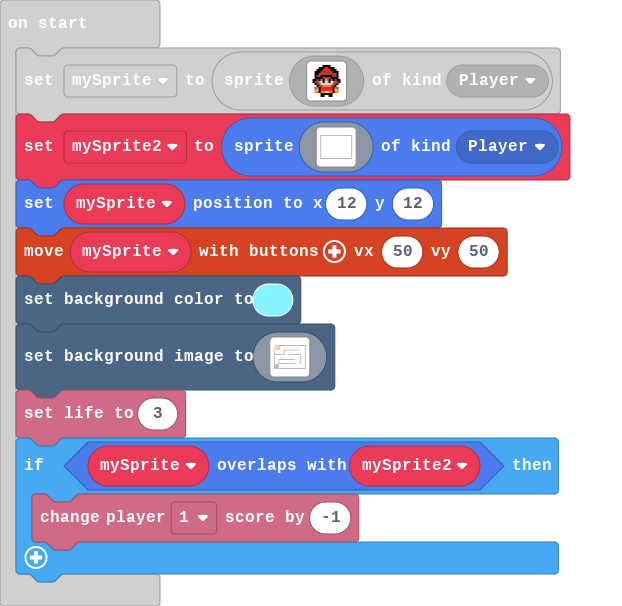 on start
set mySprite to sprite of kind Player
set mySprite2 to sprite of kind Player
set mySprite position to x 12 y 12
move mySprite with buttons vx 50 vy 50
set background color to
set background image to
set life to 3
if mySprite overlaps with mySprite2 then
change player 1 score by -1